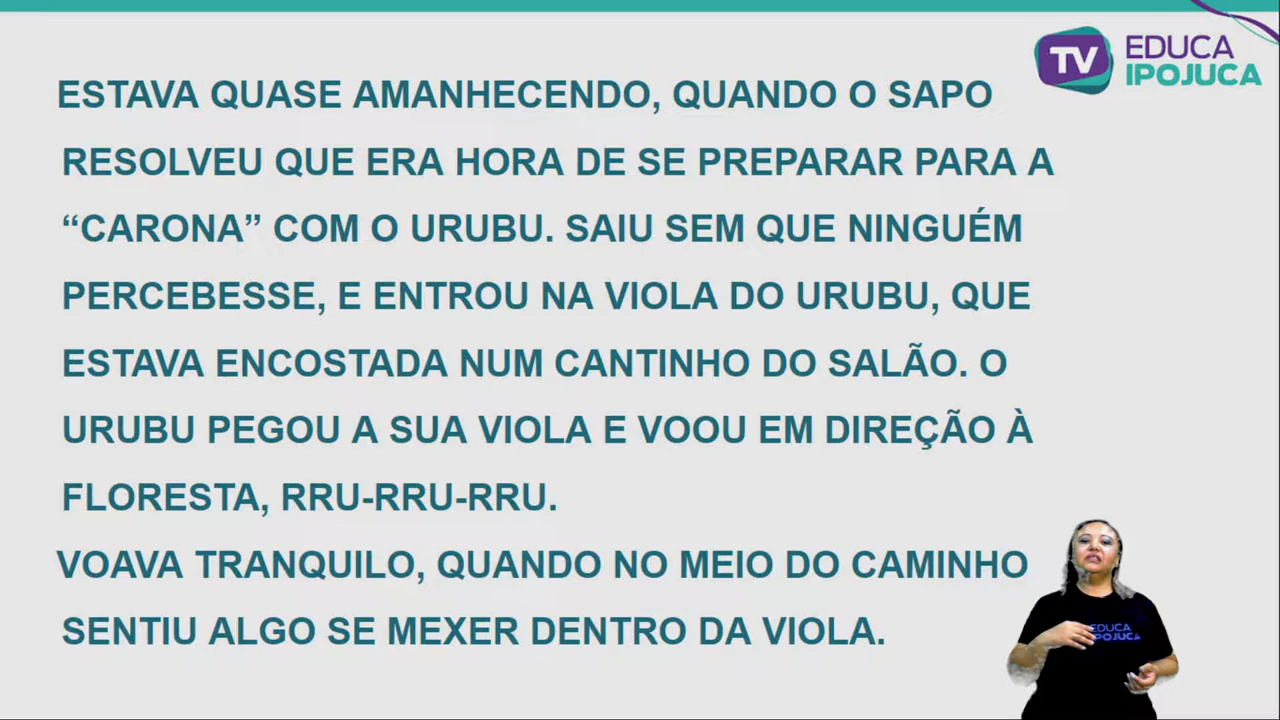 TV EDUCA
IPOJUCA
ESTAVA QUASE AMANHECENDO, QUANDO O SAPO
RESOLVEU QUE ERA HORA DE SE PREPARAR PARA A
“CARONA” COM O URUBU. SAIU SEM QUE NINGUÉM
PERCEBESSE, E ENTROU NA VIOLA DO URUBU, QUE
ESTAVA ENCOSTADA NUM CANTINHO DO SALÃO. O
URUBU PEGOU A SUA VIOLA E VOOU EM DIREÇÃO À
FLORESTA, RRU-RRU-RRU.
VOAVA TRANQUILO, QUANDO NO MEIO DO CAMINHO
SENTIU ALGO SE MEXER DENTRO DA VIOLA.
EDUCA
IPOJUCA